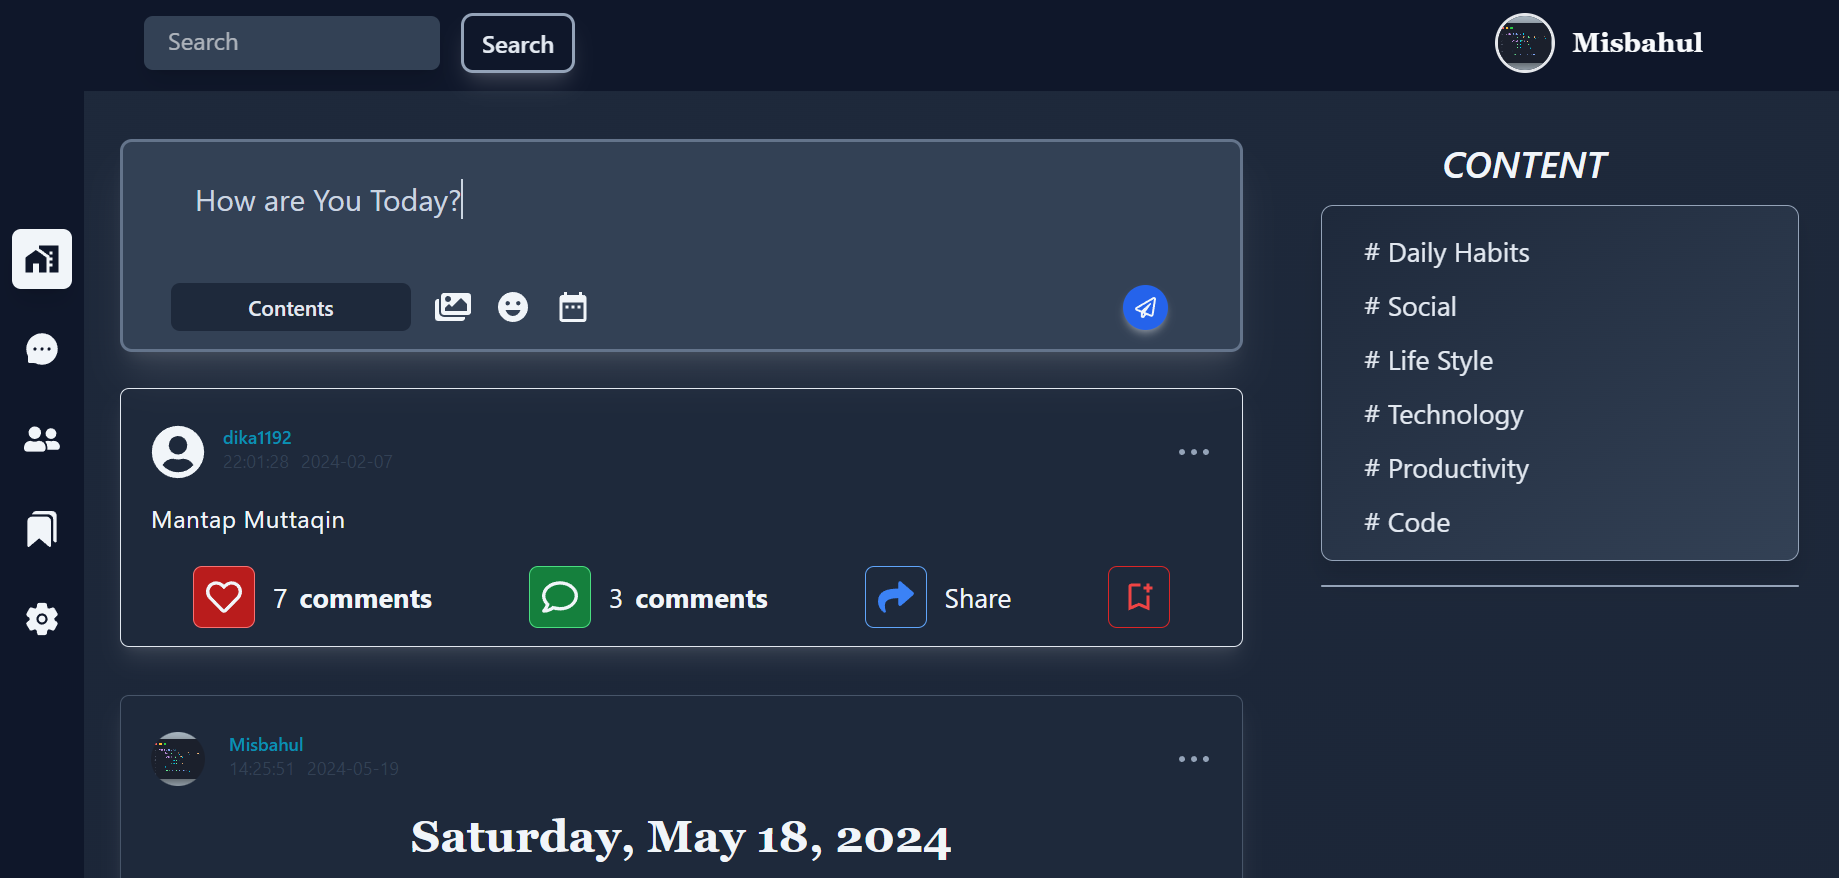 Search
Search
Misbahul
How are You Today?
Contents
CONTENT
# Daily Habits
# Social
# Life Style
# Technology
# Productivity
# Code
dika1192
22:01:28 2024-02-07
Mantap Muttaqin
7 comments
3 comments
Share
Misbahul
14:25:51 2024-05-19
Saturday, May 18, 2024